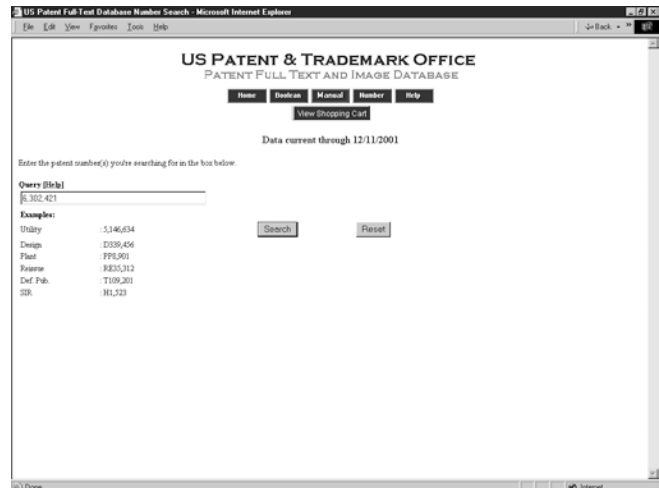 US Patent Full-Text Database Number Search - Microsoft Internet Explorer
File Edit View Favorites Tools Help Back »
US PATENT & TRADEMARK OFFICE
PATENT FULL TEXT AND IMAGE DATABASE
Home Boolean Manual Number Help
View Shopping Cart
Data current through 12/11/2001
Enter the patent number(s) you're searching for in the box below.
Query [Help]
6,302,421
Examples:
Utility : 5,146,634 Search Reset
Design : D339,456
Plant : PP8,901
Reissue : RE35,312
Def. Pub. : T109,201
SIR : H1,523
Done Internet